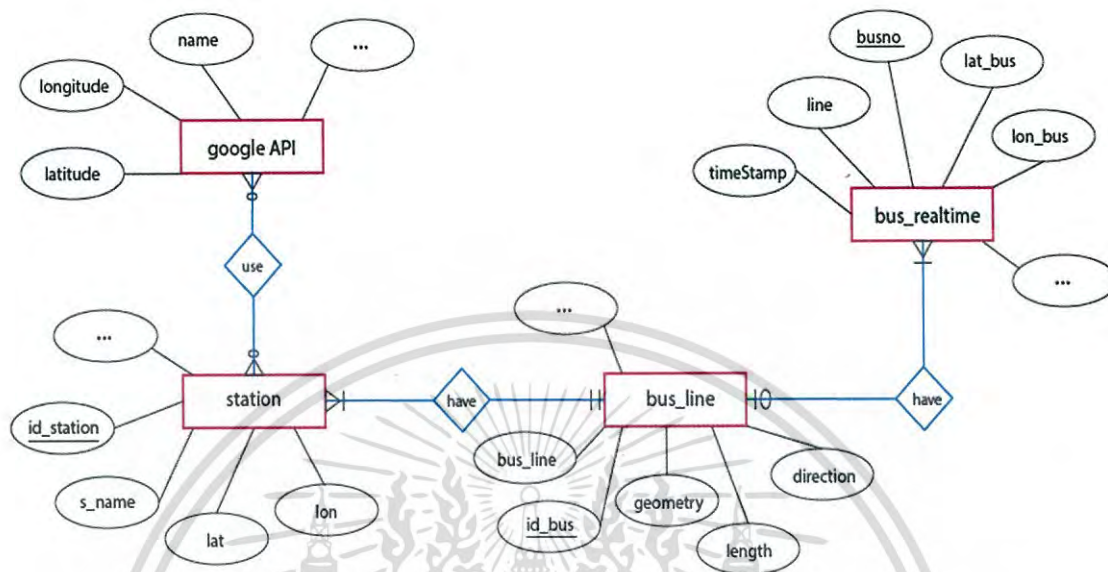 name
...
longitude
google API
latitude
busno
lat_bus
line
lon_bus
timeStamp
bus_realtime
...
use
...
...
station
have
bus_line
have
id_station
bus_line
direction
s_name
lon
geometry
lat
id_bus
length